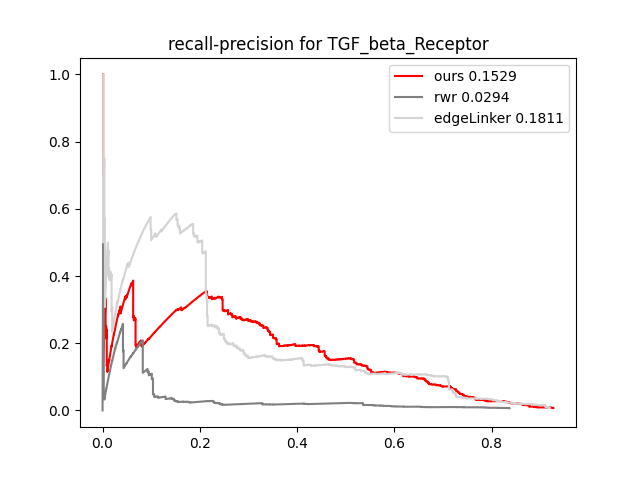 recall-precision for TGF_beta_Receptor
ours 0.1529
rwr 0.0294
edgeLinker 0.1811
1.0
0.8
0.6
0.4
0.2
0.0
0.0 0.2 0.4 0.6 0.8